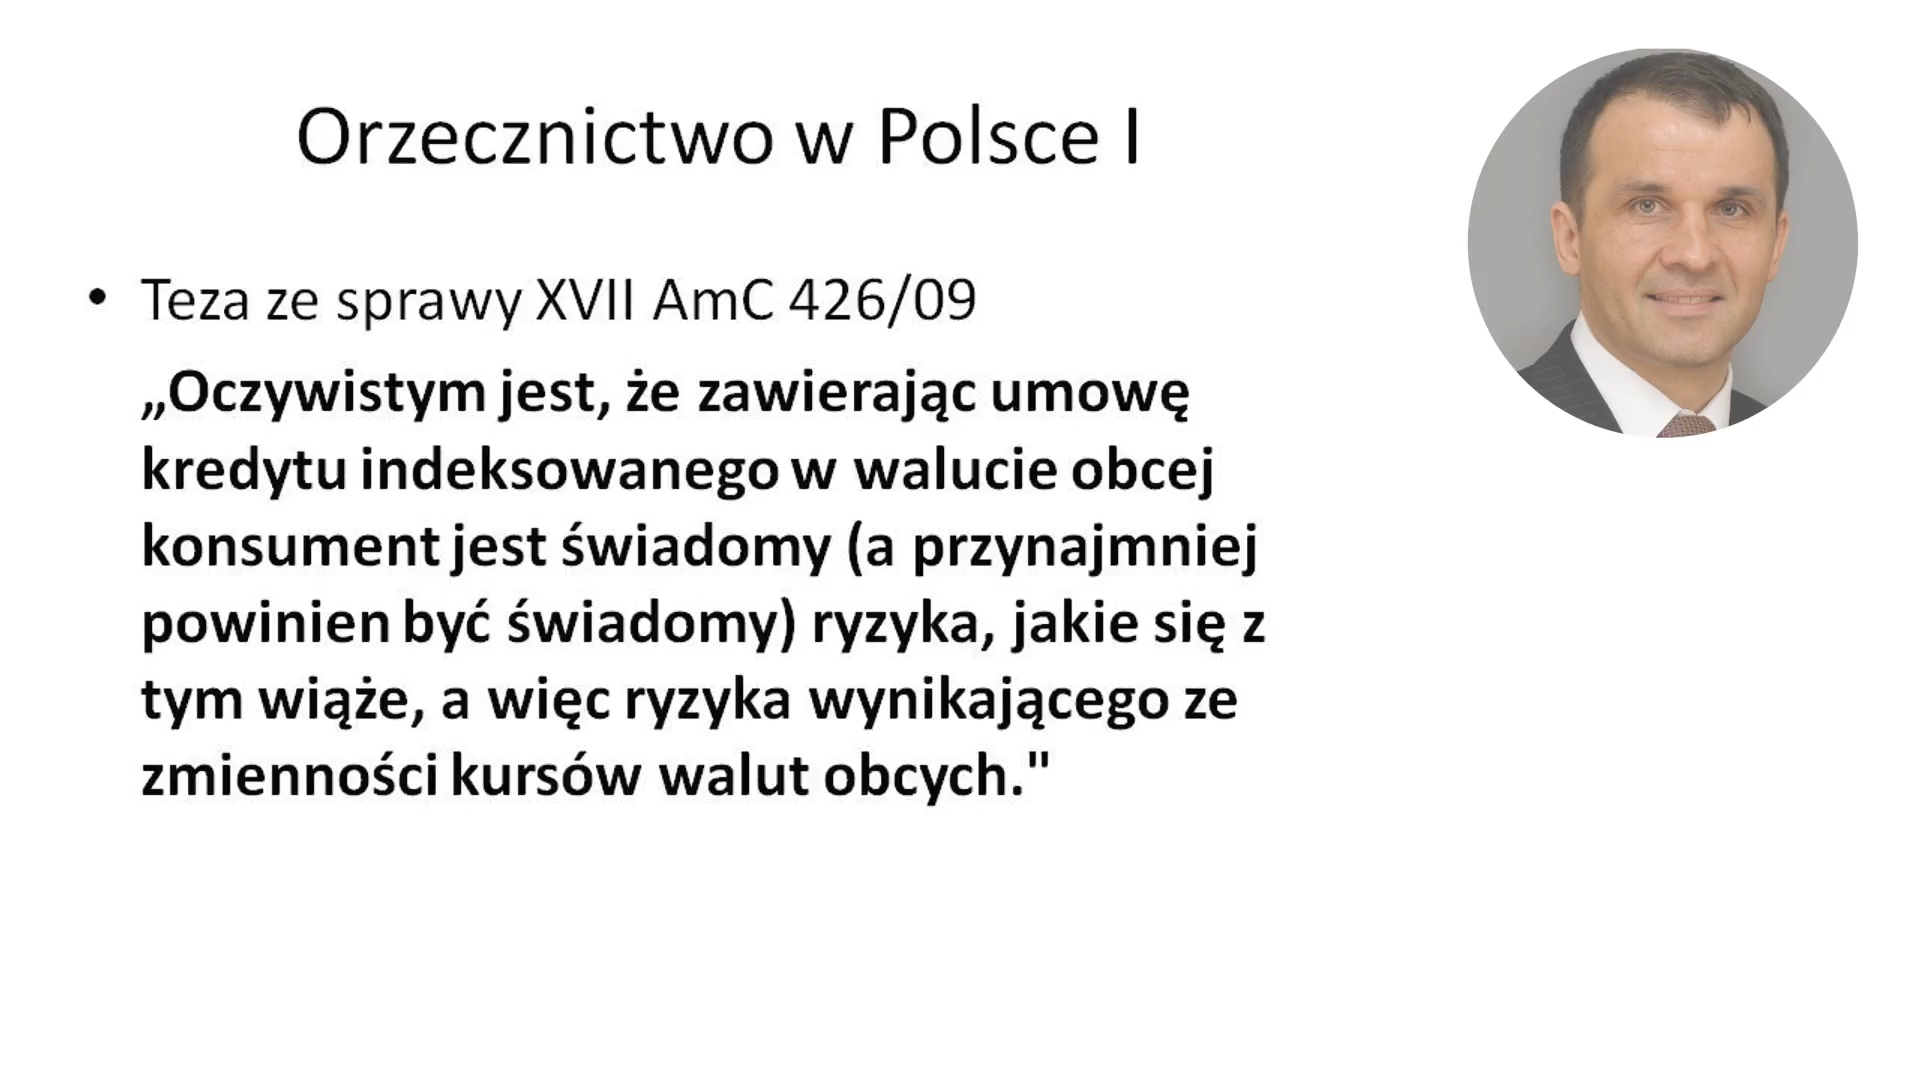 Orzecznictwo w Polsce I
• Teza ze sprawy XVII AmC 426/09
„Oczywistym jest, że zawierając umowę
kredytu indeksowanego w walucie obcej
konsument jest świadomy (a przynajmniej
powinien być świadomy) ryzyka, jakie się z
tym wiąże, a więc ryzyka wynikającego ze
zmienności kursów walut obcych."